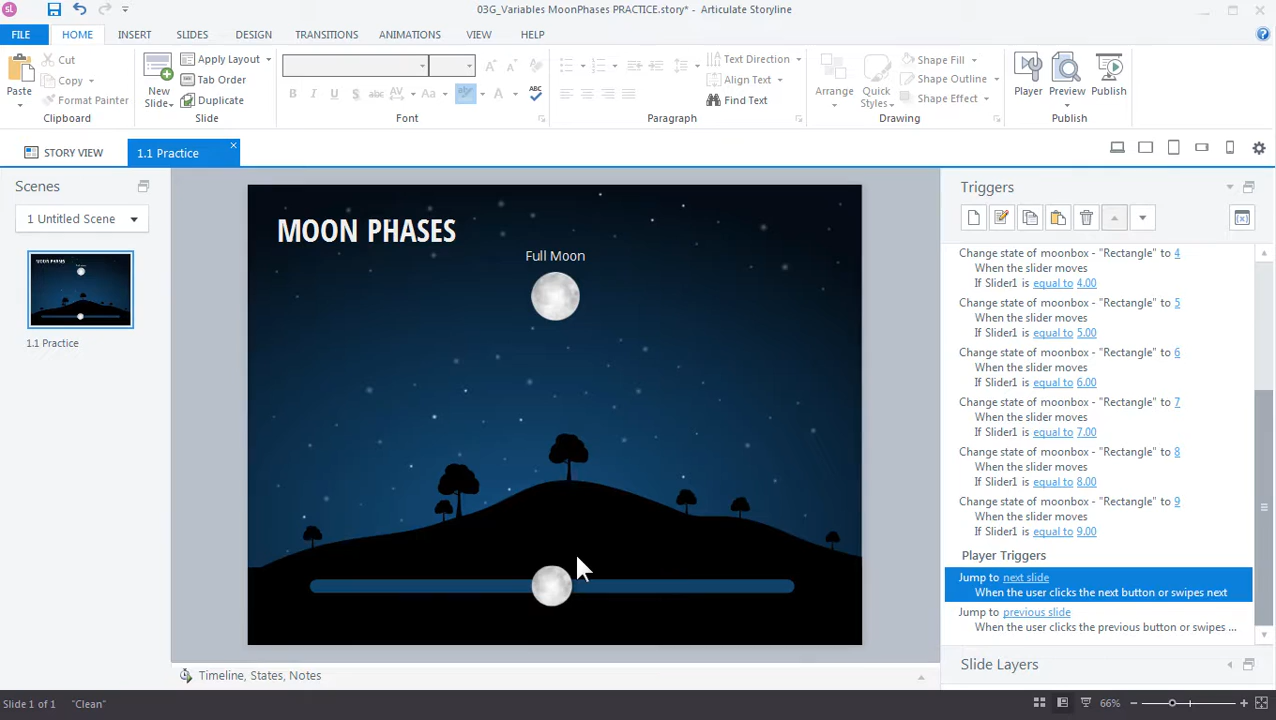 sl
03G_Variables MoonPhases PRACTICE.story* - Articulate Storyline
FILE HOME INSERT SLIDES DESIGN TRANSITIONS ANIMATIONS VIEW HELP
Paste
Cut
Copy
Format Painter
Clipboard
New Slide
Apply Layout
Tab Order
Duplicate
Slide
B I U S abc AV Aa A
ABC
Font
Text Direction
Align Text
Find Text
Paragraph
Arrange
Quick Styles
Shape Fill
Shape Outline
Shape Effect
Drawing
Player
Preview
Publish
Publish
STORY VIEW
1.1 Practice
Scenes
1 Untitled Scene
1.1 Practice
MOON PHASES
Full Moon
Timeline, States, Notes
Triggers
Change state of moonbox - "Rectangle" to 4
When the slider moves
If Slider1 is equal to 4.00
Change state of moonbox - "Rectangle" to 5
When the slider moves
If Slider1 is equal to 5.00
Change state of moonbox - "Rectangle" to 6
When the slider moves
If Slider1 is equal to 6.00
Change state of moonbox - "Rectangle" to 7
When the slider moves
If Slider1 is equal to 7.00
Change state of moonbox - "Rectangle" to 8
When the slider moves
If Slider1 is equal to 8.00
Change state of moonbox - "Rectangle" to 9
When the slider moves
If Slider1 is equal to 9.00
Player Triggers
Jump to next slide
When the user clicks the next button or swipes next
Jump to previous slide
When the user clicks the previous button or swipes ...
Slide Layers
Slide 1 of 1 "Clean"
66%